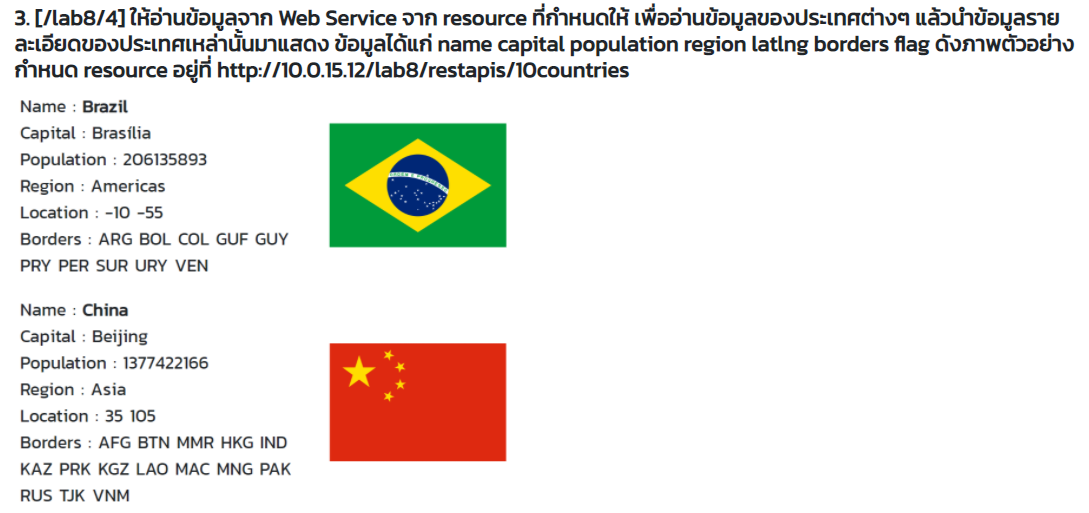 3. [/lab8/4] ให้อ่านข้อมูลจาก Web Service จาก resource ที่กำหนดให้ เพื่ออ่านข้อมูลของประเทศต่างๆ แล้วนำข้อมูลราย
ละเอียดของประเทศเหล่านั้นมาแสดง ข้อมูลได้แก่ name capital population region latlng borders flag ดังภาพตัวอย่าง
กำหนด resource อยู่ที่ http://10.0.15.12/lab8/restapis/10countries
Name : Brazil
Capital : Brasília
Population : 206135893
Region : Americas
Location : -10 -55
Borders : ARG BOL COL GUF GUY
PRY PER SUR URY VEN
Name : China
Capital : Beijing
Population : 1377422166
Region : Asia
Location : 35 105
Borders : AFG BTN MMR HKG IND
KAZ PRK KGZ LAO MAC MNG PAK
RUS TJK VNM